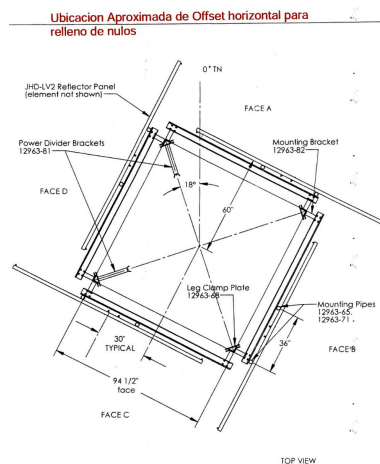 Ubicacion Aproximada de Offset horizontal para
relleno de nulos
0° TN
JHD-LV2 Reflector Panel
(element not shown)
FACE A
Power Divider Brackets
12963-81
Mounting Bracket
12963-82
FACE D
18°
60"
Leg Clamp Plate
12963-68
Mounting Pipes
12963-65,
12963-71
30"
TYPICAL
36"
FACE B
94 1/2"
face
FACE C
TOP VIEW